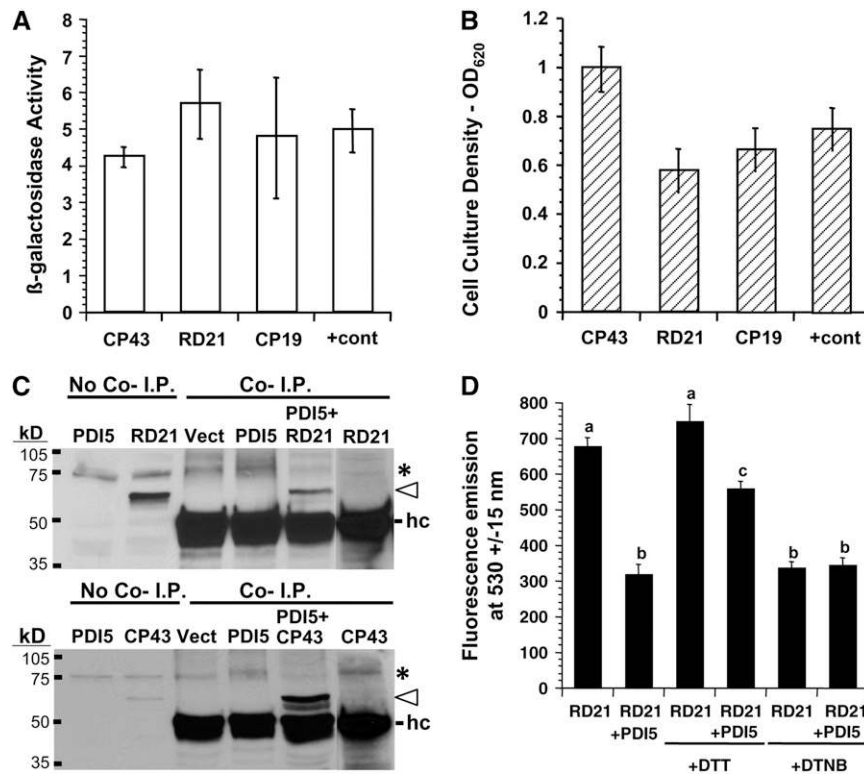 A
ß-galactosidase Activity
8
7
6
5
4
3
2
1
0
CP43 RD21 CP19 +cont
B
Cell Culture Density - OD620
1.2
1
0.8
0.6
0.4
0.2
0
CP43 RD21 CP19 +cont
C
No Co- I.P. Co- I.P.
kD PDI5 RD21 Vect PDI5 PDI5+ RD21 RD21
105
75
50
35
*
hc
No Co- I.P. Co- I.P.
kD PDI5 CP43 Vect PDI5 PDI5+ CP43 CP43
105
75
50
35
*
hc
D
Fluorescence emission
at 530 +/-15 nm
800
700
600
500
400
300
200
100
0
a b a c b b
RD21 RD21 +PDI5 RD21 RD21 +PDI5 RD21 RD21 +PDI5
+DTT +DTNB